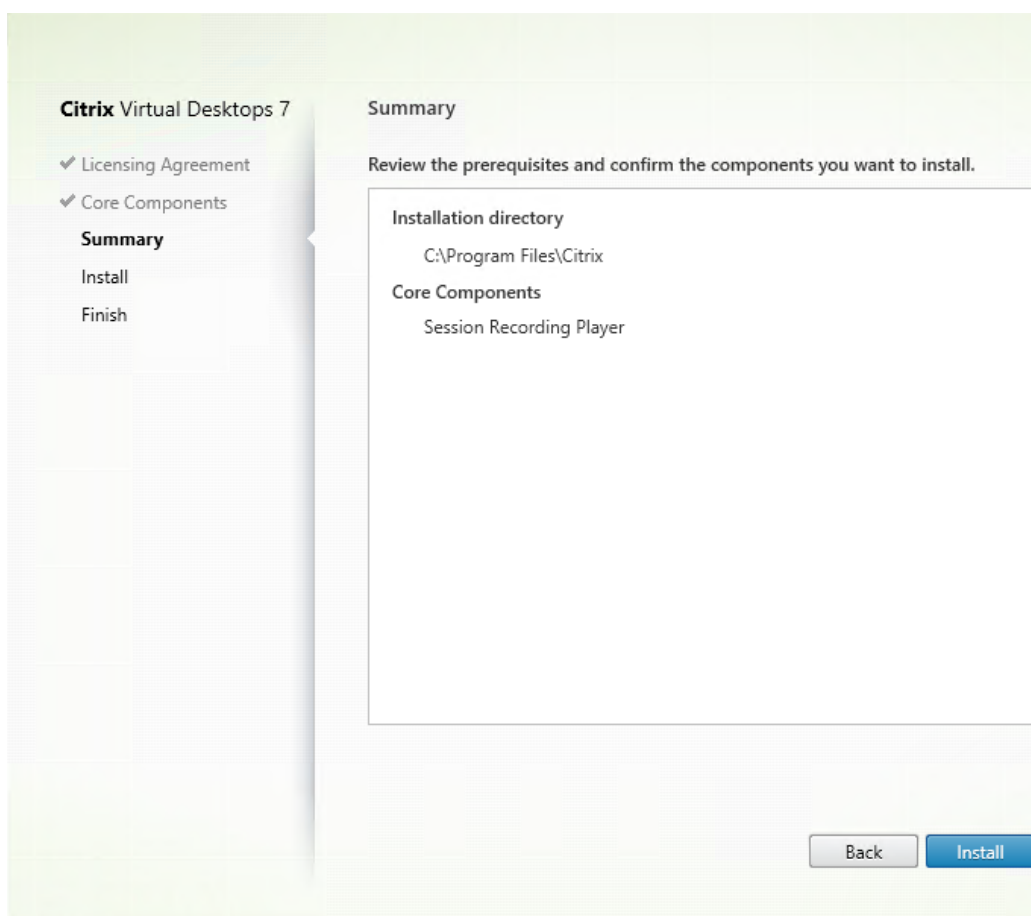 Citrix Virtual Desktops 7
✔ Licensing Agreement
✔ Core Components
Summary
Install
Finish
Summary
Review the prerequisites and confirm the components you want to install.
Installation directory
C:\Program Files\Citrix
Core Components
Session Recording Player
Back
Install